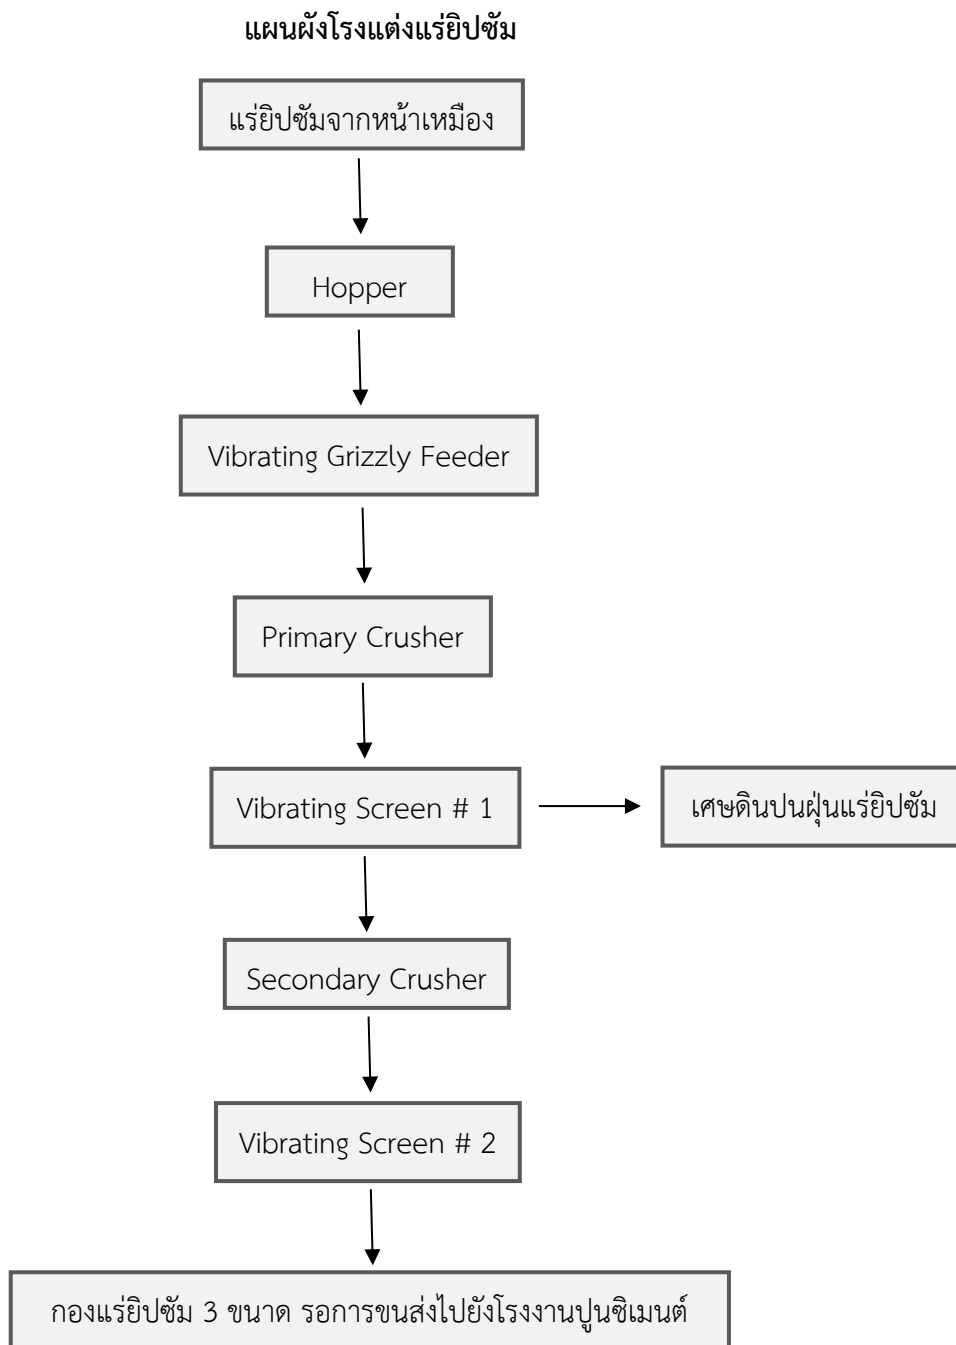 แผนผังโรงแต่งแร่ยิปซัม
แร่ยิปซัมจากหน้าเหมือง
Hopper
Vibrating Grizzly Feeder
Primary Crusher
Vibrating Screen # 1
เศษดินปนฝุ่นแร่ยิปซัม
Secondary Crusher
Vibrating Screen # 2
กองแร่ยิปซัม 3 ขนาด รอการขนส่งไปยังโรงงานปูนซิเมนต์